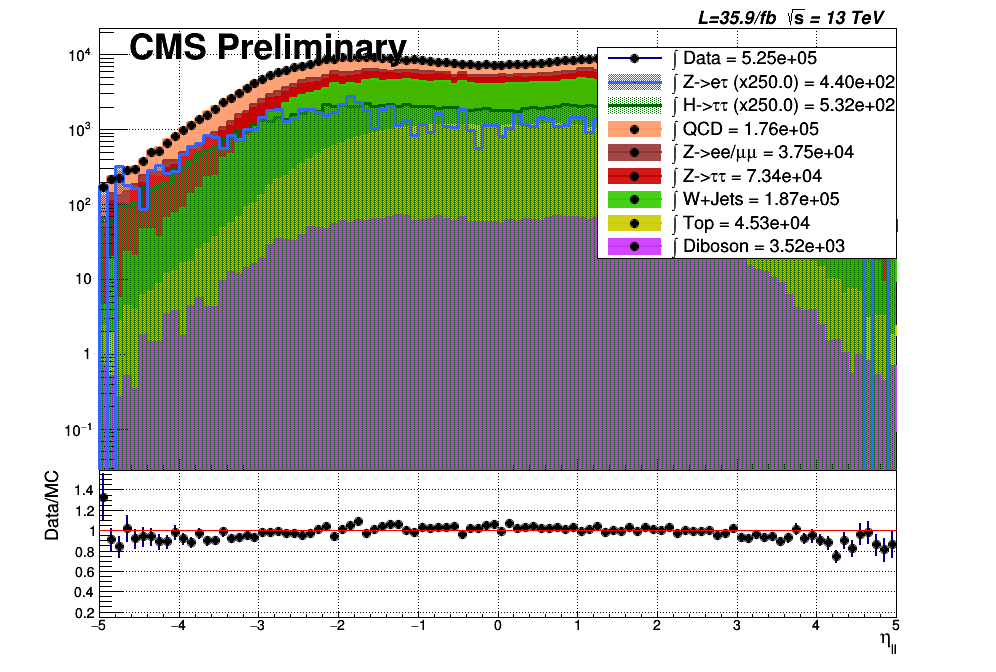 L=35.9/fb √s = 13 TeV
CMS Preliminary
∫ Data = 5.25e+05
∫ Z->eτ (x250.0) = 4.40e+02
∫ H->ττ (x250.0) = 5.32e+02
∫ QCD = 1.76e+05
∫ Z->ee/μμ = 3.75e+04
∫ Z->ττ = 7.34e+04
∫ W+Jets = 1.87e+05
∫ Top = 4.53e+04
∫ Diboson = 3.52e+03
10⁴
10³
10²
10
1
10⁻¹
Data/MC
1.4
1.2
1
0.8
0.6
0.4
0.2
−5 −4 −3 −2 −1 0 1 2 3 4 5
η_ll